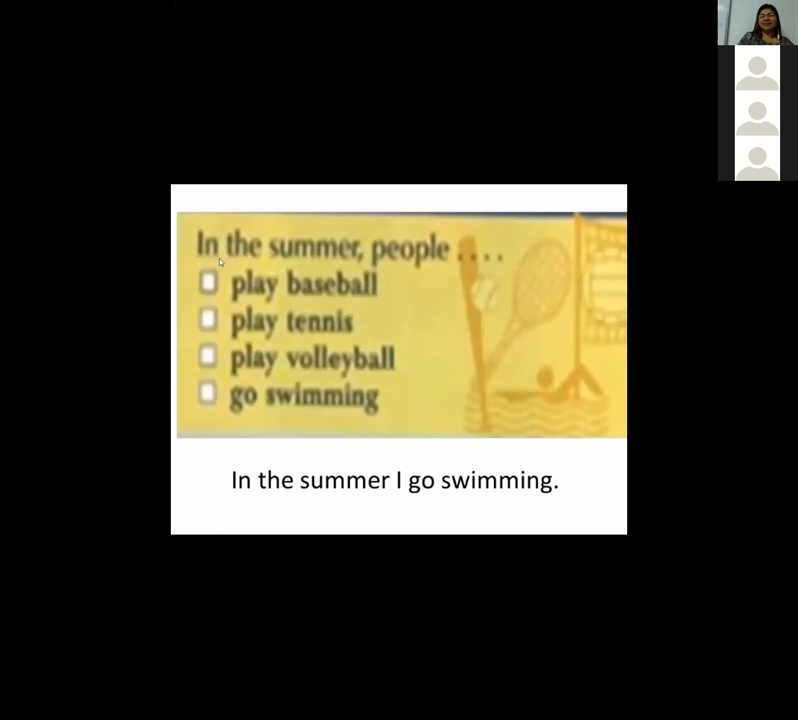 In the summer, people ....
play baseball
play tennis
play volleyball
go swimming
In the summer I go swimming.